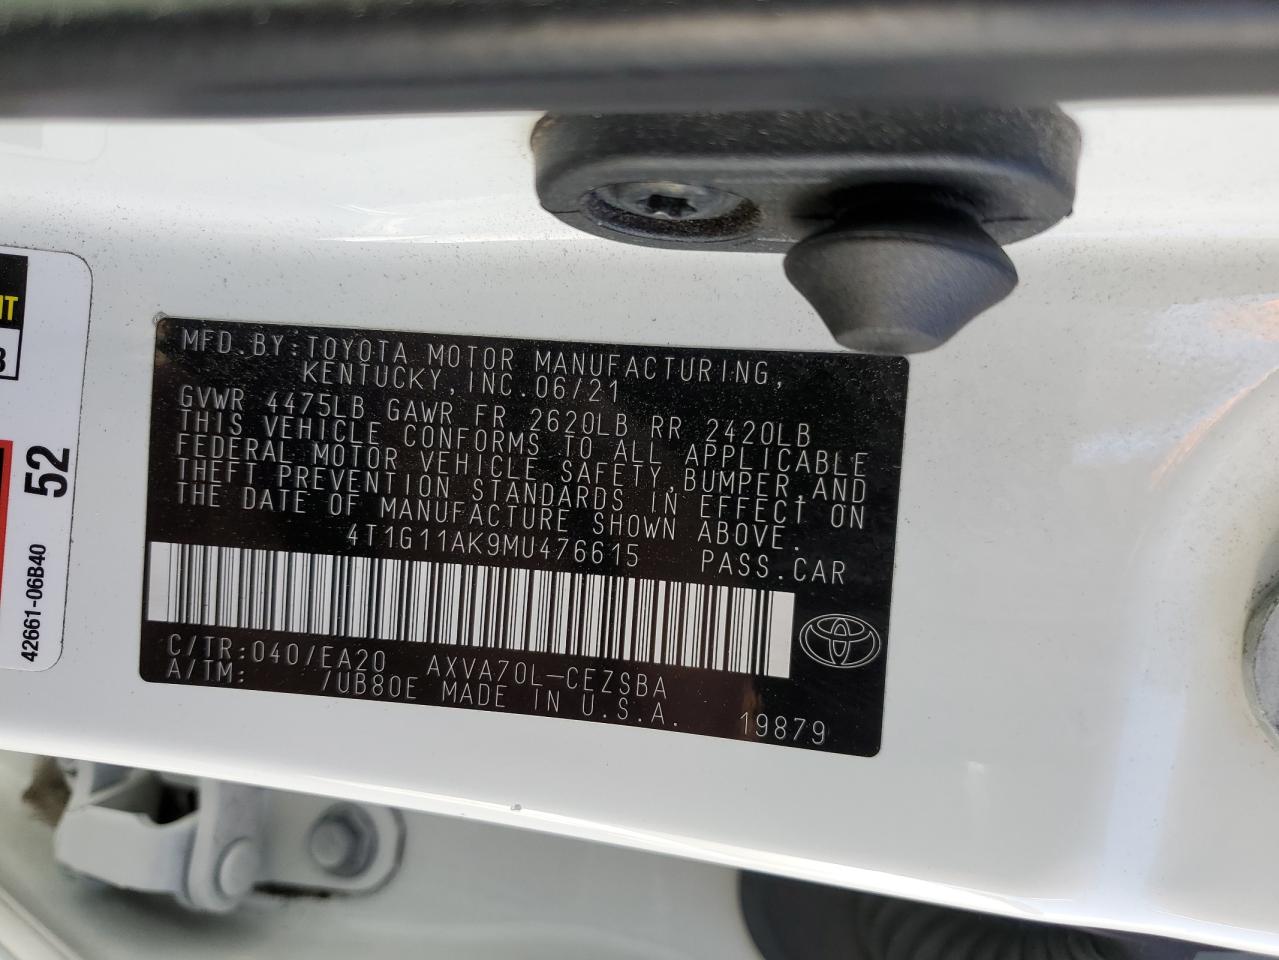 MFD.BY:TOYOTA MOTOR MANUFACTURING,
KENTUCKY,INC.06/21
GVWR 4475LB GAWR FR 2620LB RR 2420LB
THIS VEHICLE CONFORMS TO ALL APPLICABLE
FEDERAL MOTOR VEHICLE SAFETY,BUMPER,AND
THEFT PREVENTION STANDARDS IN EFFECT ON
THE DATE OF MANUFACTURE SHOWN ABOVE.
4T1G11AK9MU476615 PASS.CAR
C/TR:040/EA20 AXVA70L-CEZSBA
A/TM: /UB80E MADE IN U.S.A. 19879
52
42661-06B40